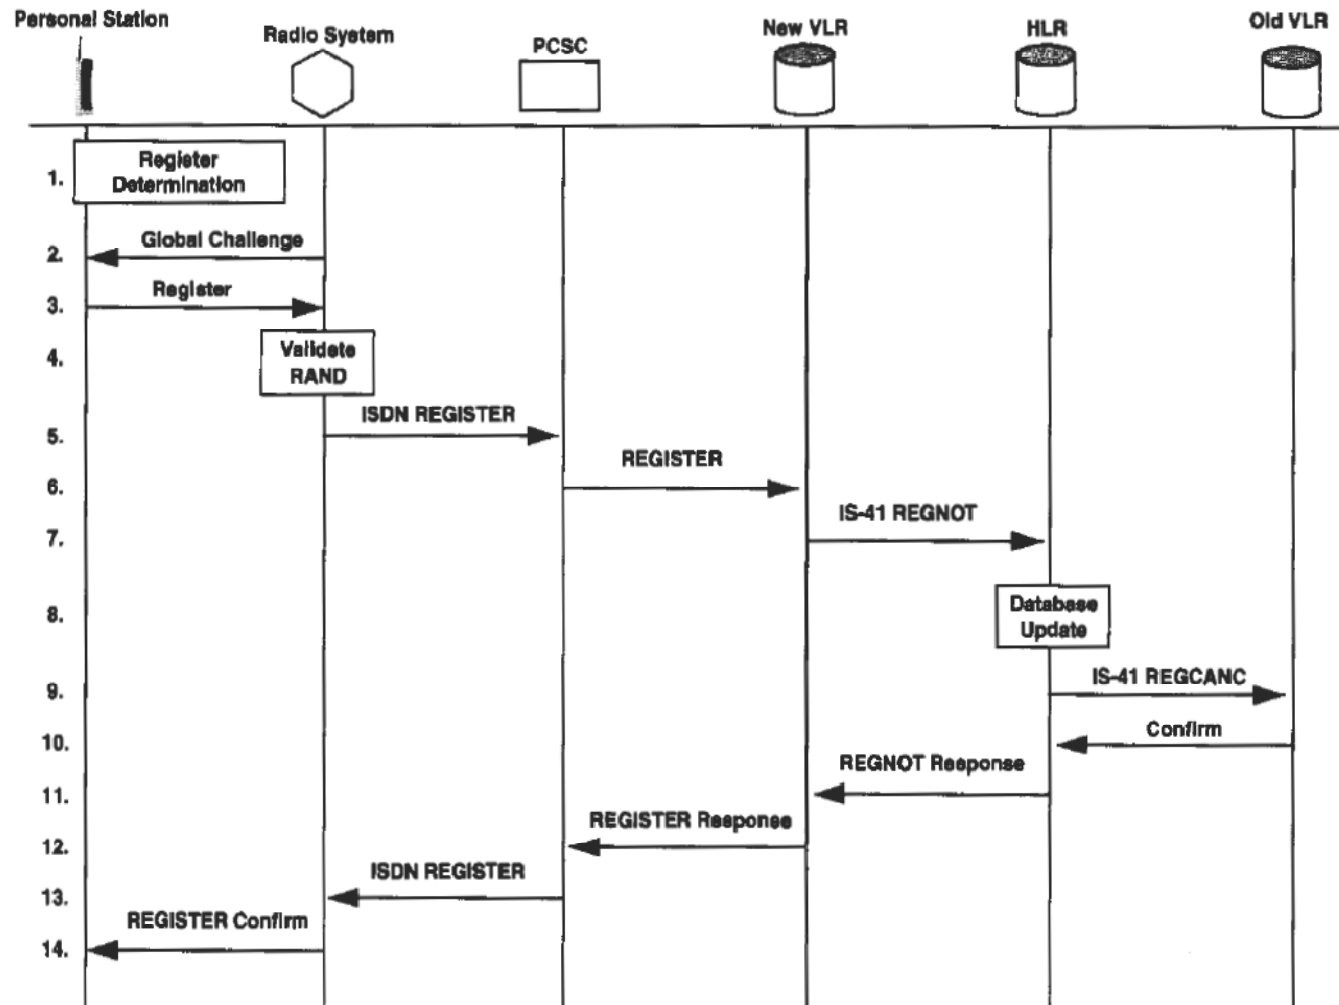 Personal Station
Radio System
PCSC
New VLR
HLR
Old VLR
1.
Register
Determination
2.
Global Challenge
3.
Register
4.
Validate
RAND
5.
ISDN REGISTER
6.
REGISTER
7.
IS-41 REGNOT
8.
Database
Update
9.
IS-41 REGCANC
10.
Confirm
11.
REGNOT Response
12.
REGISTER Response
13.
ISDN REGISTER
14.
REGISTER Confirm